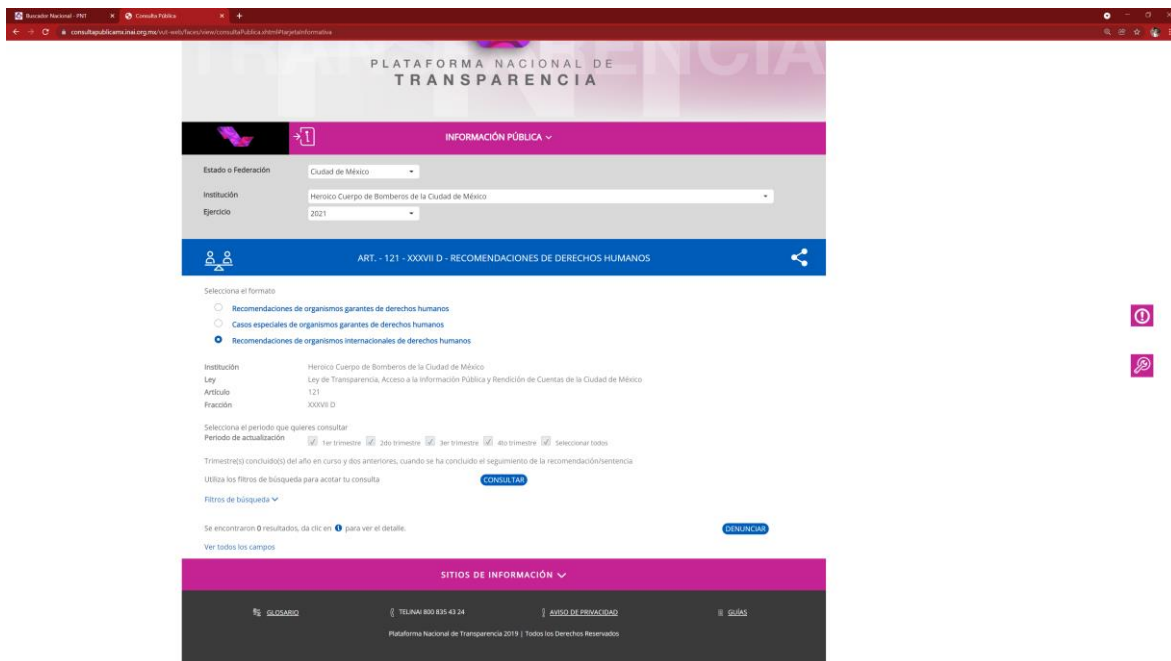 Buscador Nacional - PNT
Consulta Pública
consultapublicamx.inai.org.mx/vut-web/faces/view/consultaPublica.xhtml#tarjetaInformativa
PLATAFORMA NACIONAL DE
TRANSPARENCIA
INFORMACIÓN PÚBLICA
Estado o Federación Ciudad de México
Institución Heroico Cuerpo de Bomberos de la Ciudad de México
Ejercicio 2021
ART. - 121 - XXXVII D - RECOMENDACIONES DE DERECHOS HUMANOS
Selecciona el formato
Recomendaciones de organismos garantes de derechos humanos
Casos especiales de organismos garantes de derechos humanos
Recomendaciones de organismos internacionales de derechos humanos
Institución Heroico Cuerpo de Bomberos de la Ciudad de México
Ley Ley de Transparencia, Acceso a la Información Pública y Rendición de Cuentas de la Ciudad de México
Artículo 121
Fracción XXXVII D
Selecciona el periodo que quieres consultar
Periodo de actualización 1er trimestre 2do trimestre 3er trimestre 4to trimestre Seleccionar todos
Trimestre(s) concluido(s) del año en curso y dos anteriores, cuando se ha concluido el seguimiento de la recomendación/sentencia
Utiliza los filtros de búsqueda para acotar tu consulta CONSULTAR
Filtros de búsqueda
Se encontraron 0 resultados, da clic en para ver el detalle. DENUNCIAR
Ver todos los campos
SITIOS DE INFORMACIÓN
GLOSARIO TELINAI 800 835 43 24 AVISO DE PRIVACIDAD GUÍAS
Plataforma Nacional de Transparencia 2019 | Todos los Derechos Reservados